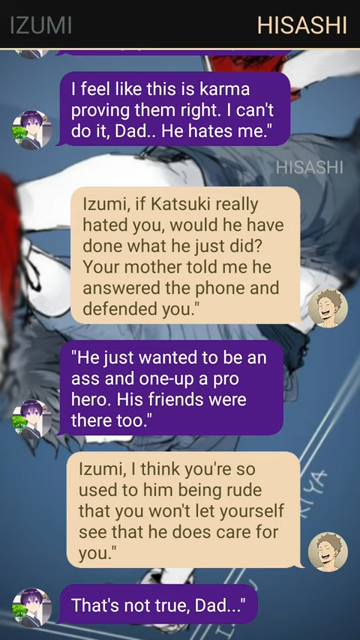 IZUMI
HISASHI
I feel like this is karma
proving them right. I can't
do it, Dad.. He hates me."
HISASHI
Izumi, if Katsuki really
hated you, would he have
done what he just did?
Your mother told me he
answered the phone and
defended you."
"He just wanted to be an
ass and one-up a pro
hero. His friends were
there too."
Izumi, I think you're so
used to him being rude
that you won't let yourself
see that he does care for
you."
That's not true, Dad..."